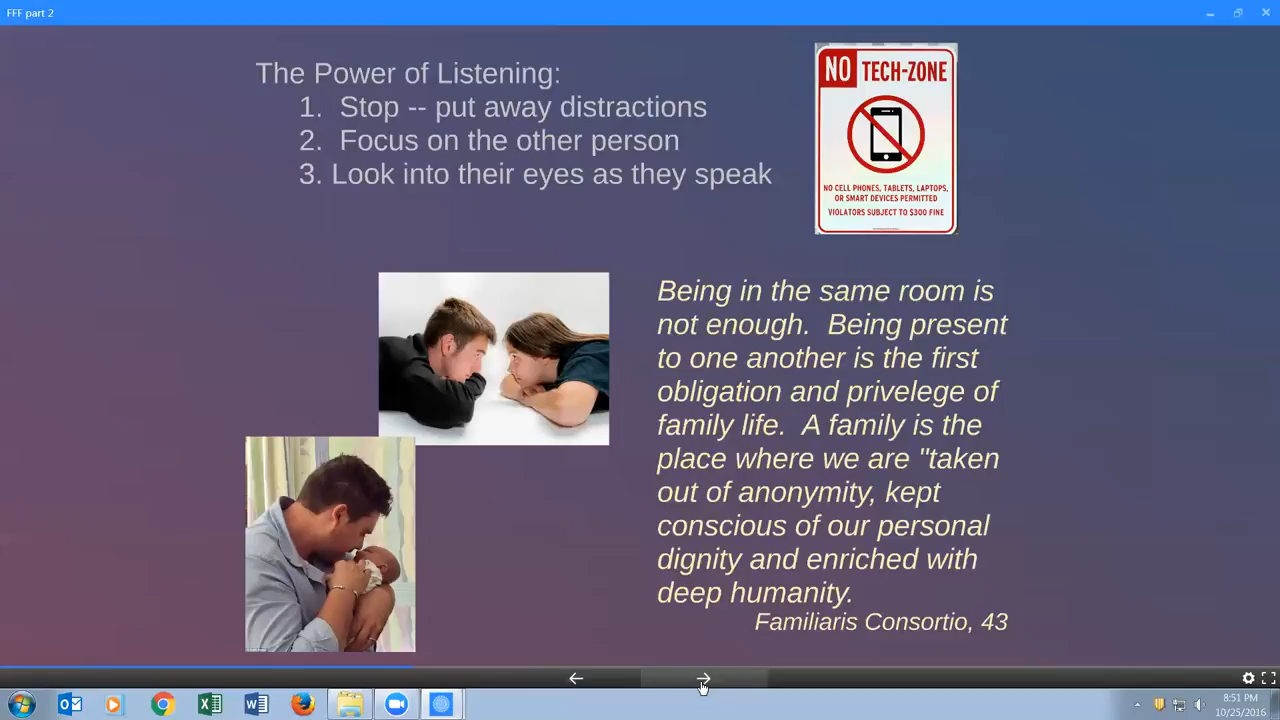 FFF part 2
The Power of Listening:
1. Stop -- put away distractions
2. Focus on the other person
3. Look into their eyes as they speak
NO TECH-ZONE
NO CELL PHONES, TABLETS, LAPTOPS,
OR SMART DEVICES PERMITTED
VIOLATORS SUBJECT TO $300 FINE
Being in the same room is
not enough. Being present
to one another is the first
obligation and privelege of
family life. A family is the
place where we are "taken
out of anonymity, kept
conscious of our personal
dignity and enriched with
deep humanity.
Familiaris Consortio, 43
8:51 PM
10/25/2016